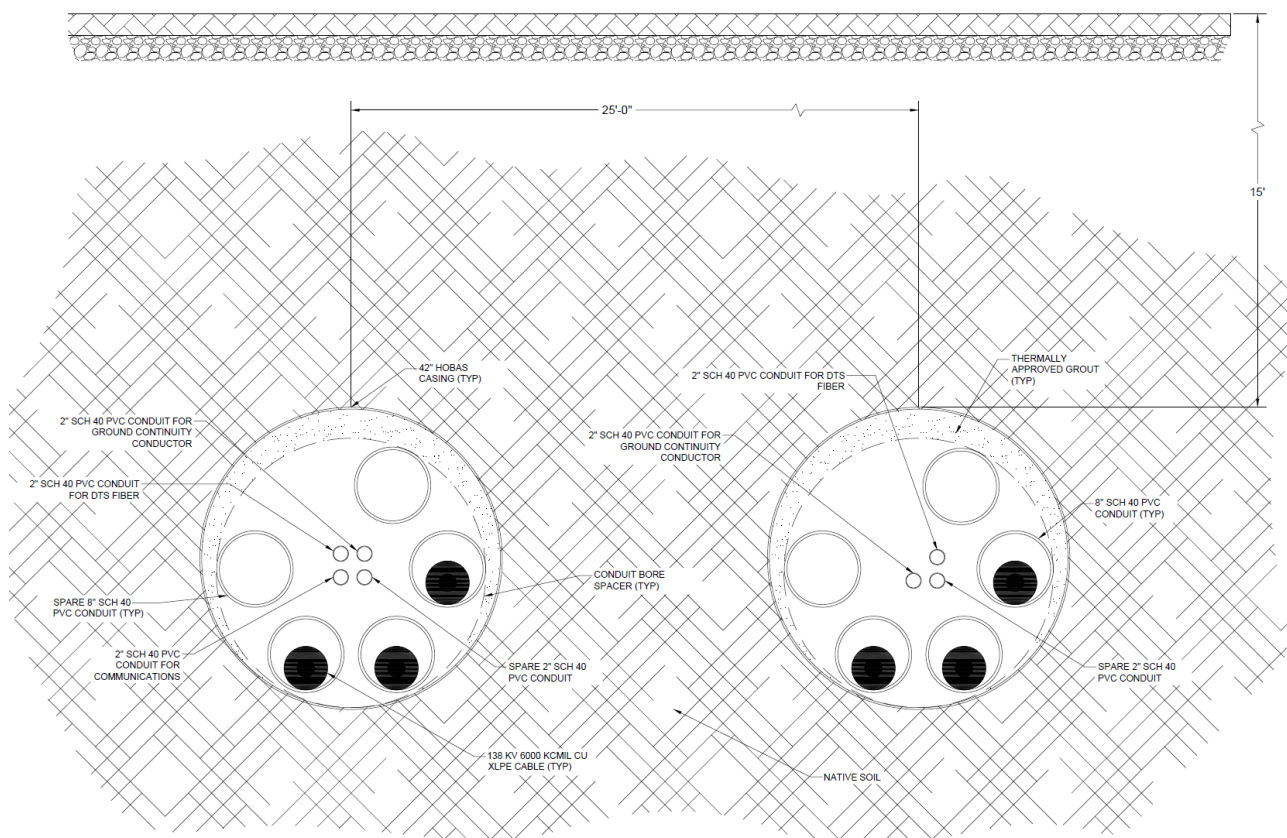 25'-0"
15'
42" HOBAS
CASING (TYP)
2" SCH 40 PVC CONDUIT FOR
GROUND CONTINUITY
CONDUCTOR
2" SCH 40 PVC CONDUIT
FOR DTS FIBER
SPARE 8" SCH 40
PVC CONDUIT (TYP)
2" SCH 40 PVC
CONDUIT FOR
COMMUNICATIONS
138 KV 6000 KCMIL CU
XLPE CABLE (TYP)
SPARE 2" SCH 40
PVC CONDUIT
CONDUIT BORE
SPACER (TYP)
2" SCH 40 PVC CONDUIT FOR DTS
FIBER
2" SCH 40 PVC CONDUIT FOR
GROUND CONTINUITY
CONDUCTOR
THERMALLY
APPROVED GROUT
(TYP)
8" SCH 40 PVC
CONDUIT (TYP)
SPARE 2" SCH 40
PVC CONDUIT
NATIVE SOIL